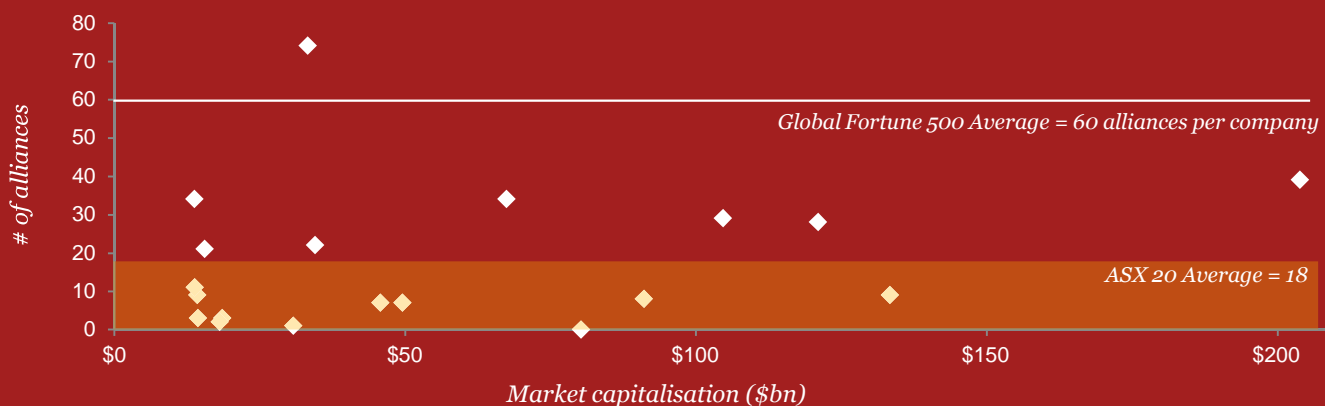 80
70
60
50
40
30
20
10
0
# of alliances
Global Fortune 500 Average = 60 alliances per company
ASX 20 Average = 18
$0 $50 $100 $150 $200
Market capitalisation ($bn)